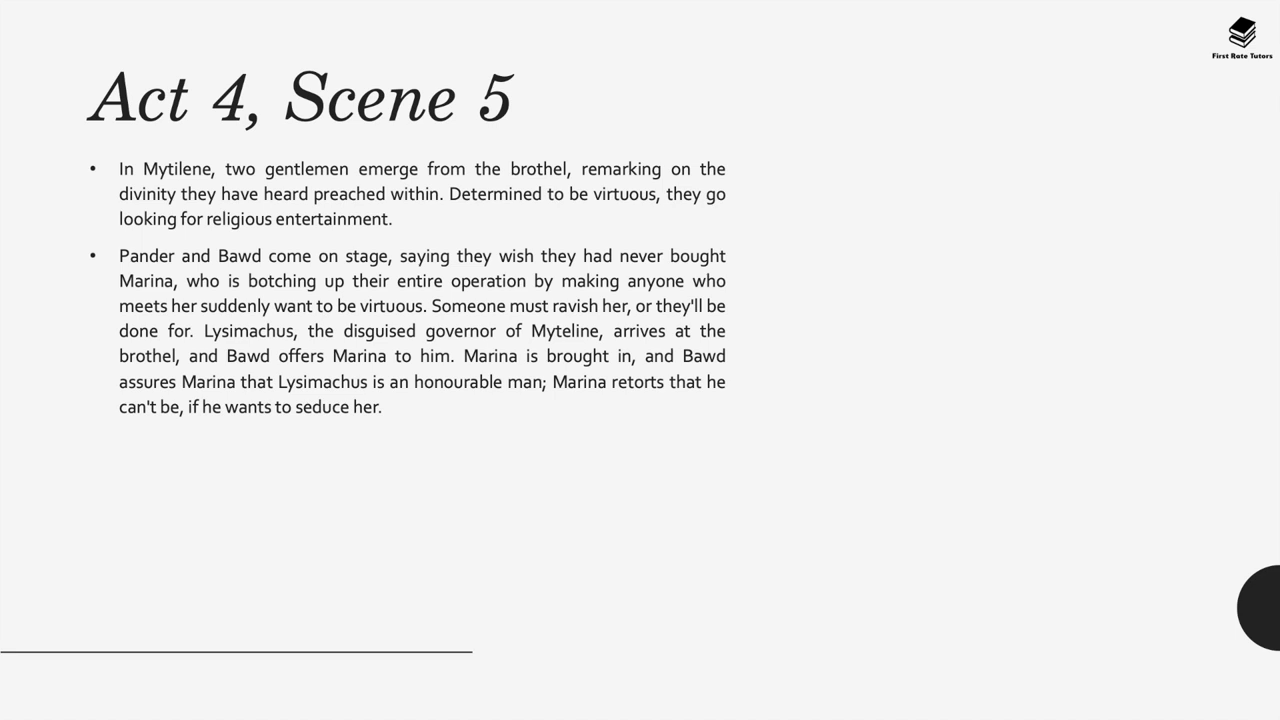 First Rate Tutors
Act 4, Scene 5
• In Mytilene, two gentlemen emerge from the brothel, remarking on the
divinity they have heard preached within. Determined to be virtuous, they go
looking for religious entertainment.
• Pander and Bawd come on stage, saying they wish they had never bought
Marina, who is botching up their entire operation by making anyone who
meets her suddenly want to be virtuous. Someone must ravish her, or they'll be
done for. Lysimachus, the disguised governor of Myteline, arrives at the
brothel, and Bawd offers Marina to him. Marina is brought in, and Bawd
assures Marina that Lysimachus is an honourable man; Marina retorts that he
can't be, if he wants to seduce her.